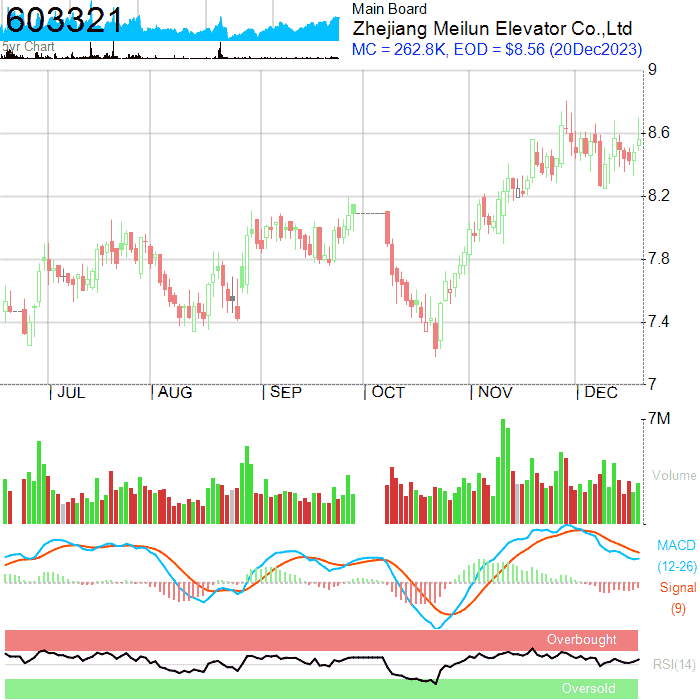 603321
5yr Chart
Main Board
Zhejiang Meilun Elevator Co.,Ltd
MC = 262.8K, EOD = $8.56 (20Dec2023)
9
8.6
8.2
7.8
7.4
7
JUL AUG SEP OCT NOV DEC
7M
Volume
MACD
(12-26)
Signal
(9)
Overbought
RSI(14)
Oversold